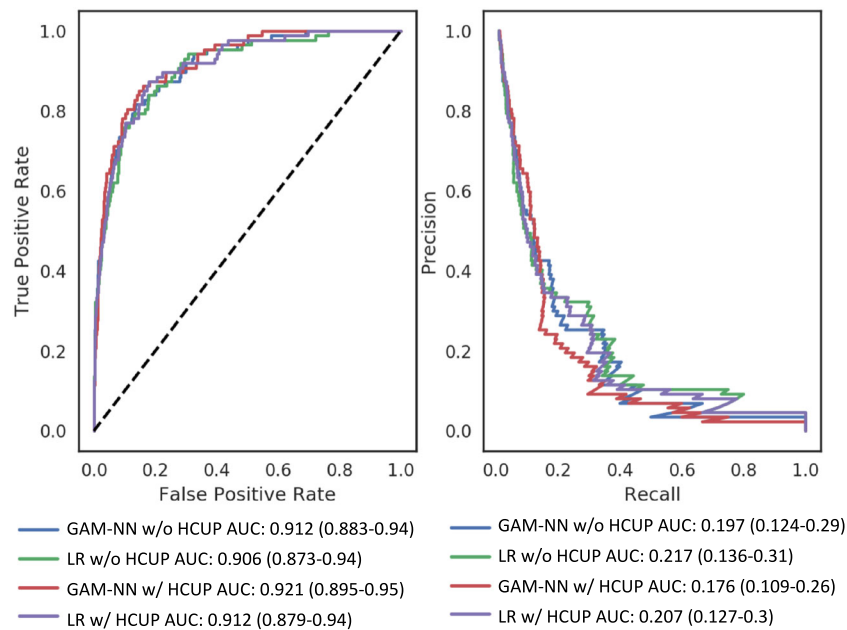 1.0
0.8
0.6
0.4
0.2
0.0
True Positive Rate
0.0 0.2 0.4 0.6 0.8 1.0
False Positive Rate
1.0
0.8
0.6
0.4
0.2
0.0
Precision
0.0 0.2 0.4 0.6 0.8 1.0
Recall
GAM-NN w/o HCUP AUC: 0.912 (0.883-0.94)
LR w/o HCUP AUC: 0.906 (0.873-0.94)
GAM-NN w/ HCUP AUC: 0.921 (0.895-0.95)
LR w/ HCUP AUC: 0.912 (0.879-0.94)
GAM-NN w/o HCUP AUC: 0.197 (0.124-0.29)
LR w/o HCUP AUC: 0.217 (0.136-0.31)
GAM-NN w/ HCUP AUC: 0.176 (0.109-0.26)
LR w/ HCUP AUC: 0.207 (0.127-0.3)